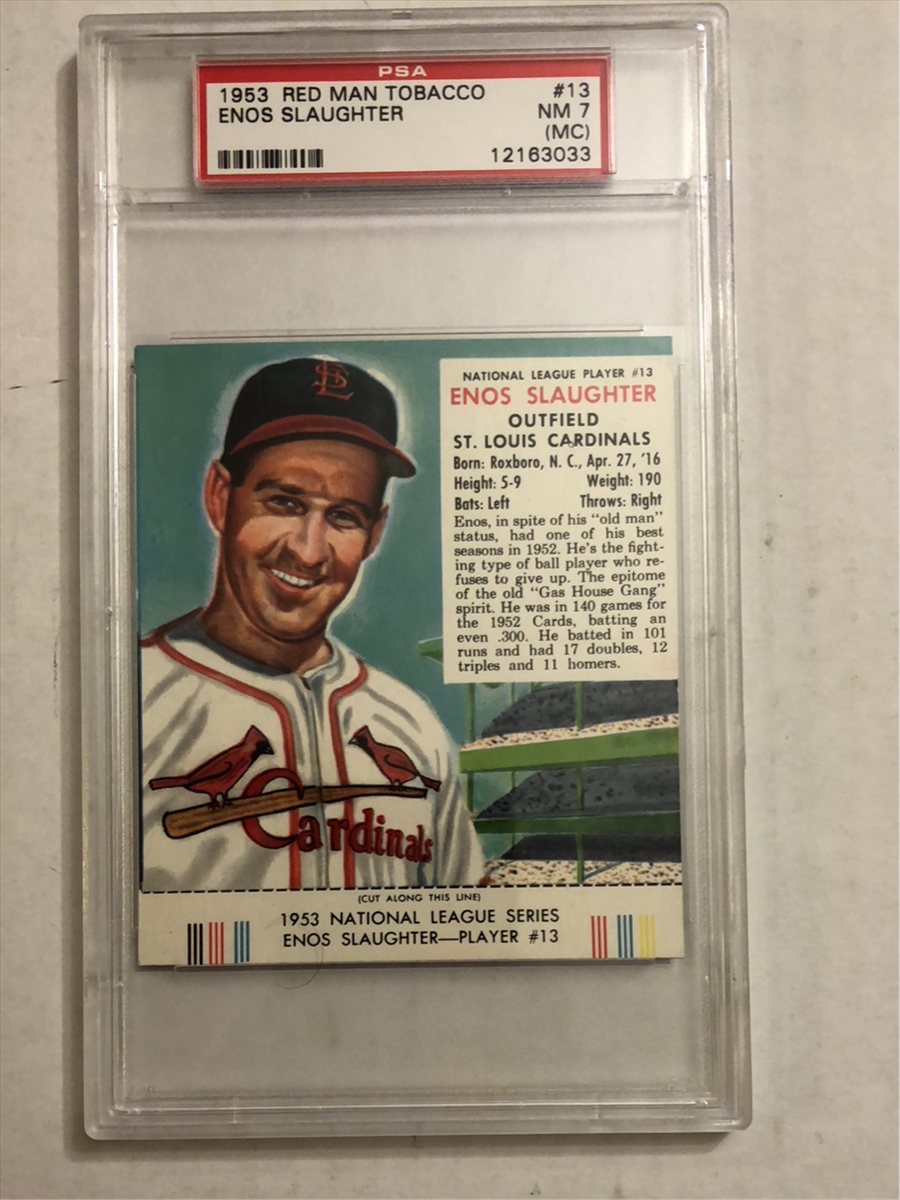 PSA
1953 RED MAN TOBACCO #13
ENOS SLAUGHTER NM 7
(MC)
12163033
SL
NATIONAL LEAGUE PLAYER #13
ENOS SLAUGHTER
OUTFIELD
ST. LOUIS CARDINALS
Born: Roxboro, N. C., Apr. 27, '16
Height: 5-9 Weight: 190
Bats: Left Throws: Right
Enos, in spite of his "old man"
status, had one of his best
seasons in 1952. He's the fight-
ing type of ball player who re-
fuses to give up. The epitome
of the old "Gas House Gang"
spirit. He was in 140 games for
the 1952 Cards, batting an
even .300. He batted in 101
runs and had 17 doubles, 12
triples and 11 homers.
Cardinals
(CUT ALONG THIS LINE)
1953 NATIONAL LEAGUE SERIES
ENOS SLAUGHTER—PLAYER #13